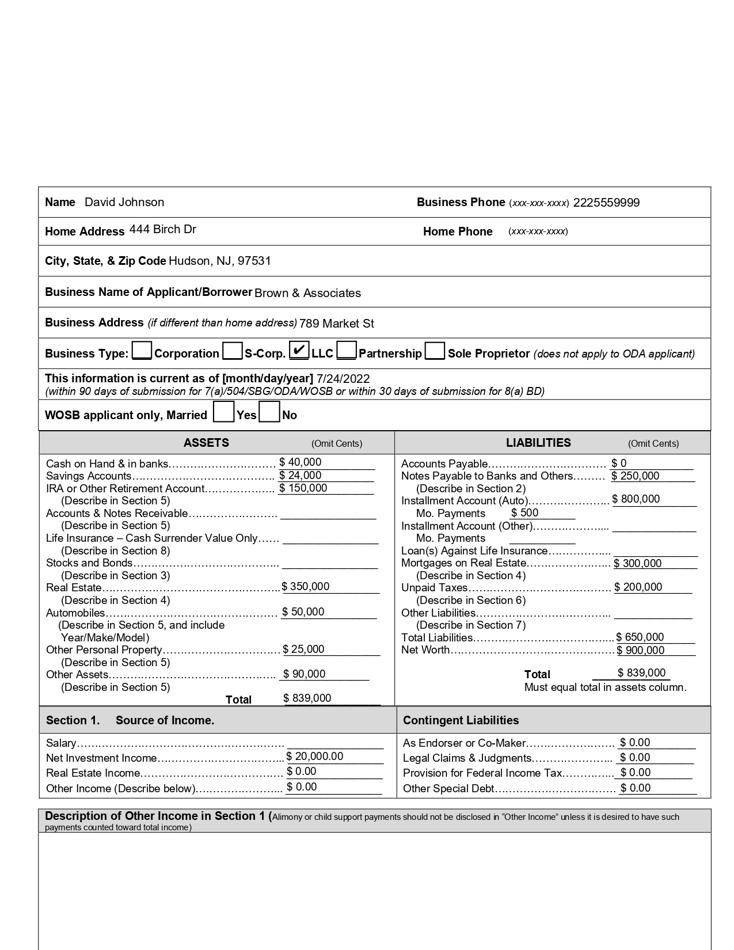 Name David Johnson Business Phone (xxx-xxx-xxxx) 2225559999
Home Address 444 Birch Dr Home Phone (xxx-xxx-xxxx)
City, State, & Zip Code Hudson, NJ, 97531
Business Name of Applicant/Borrower Brown & Associates
Business Address (if different than home address) 789 Market St
Business Type: Corporation S-Corp. ✔ LLC Partnership Sole Proprietor (does not apply to ODA applicant)
This information is current as of [month/day/year] 7/24/2022
(within 90 days of submission for 7(a)/504/SBG/ODA/WOSB or within 30 days of submission for 8(a) BD)
WOSB applicant only, Married Yes No
ASSETS (Omit Cents)
Cash on Hand & in banks………………………… $ 40,000
Savings Accounts………………………………… $ 24,000
IRA or Other Retirement Account……………….. $ 150,000
(Describe in Section 5)
Accounts & Notes Receivable…………………….
(Describe in Section 5)
Life Insurance – Cash Surrender Value Only……
(Describe in Section 8)
Stocks and Bonds…………………………………..
(Describe in Section 3)
Real Estate………………………………………….. $ 350,000
(Describe in Section 4)
Automobiles………………………………………… $ 50,000
(Describe in Section 5, and include
Year/Make/Model)
Other Personal Property…………………………… $ 25,000
(Describe in Section 5)
Other Assets……………………………………….. $ 90,000
(Describe in Section 5)
Total $ 839,000
LIABILITIES (Omit Cents)
Accounts Payable…………………………… $ 0
Notes Payable to Banks and Others……… $ 250,000
(Describe in Section 2)
Installment Account (Auto)………………….. $ 800,000
Mo. Payments $ 500
Installment Account (Other)………………....
Mo. Payments
Loan(s) Against Life Insurance……………..
Mortgages on Real Estate………………….. $ 300,000
(Describe in Section 4)
Unpaid Taxes………………………………… $ 200,000
(Describe in Section 6)
Other Liabilities……………………………...
(Describe in Section 7)
Total Liabilities……………………………….. $ 650,000
Net Worth…………………………………….. $ 900,000
Total $ 839,000
Must equal total in assets column.
Section 1. Source of Income.
Salary…………………………………………………
Net Investment Income…………………………….. $ 20,000.00
Real Estate Income………………………………… $ 0.00
Other Income (Describe below)…………………... $ 0.00
Contingent Liabilities
As Endorser or Co-Maker……………………. $ 0.00
Legal Claims & Judgments………………….. $ 0.00
Provision for Federal Income Tax………….. $ 0.00
Other Special Debt…………………………… $ 0.00
Description of Other Income in Section 1 (Alimony or child support payments should not be disclosed in "Other Income" unless it is desired to have such
payments counted toward total income)